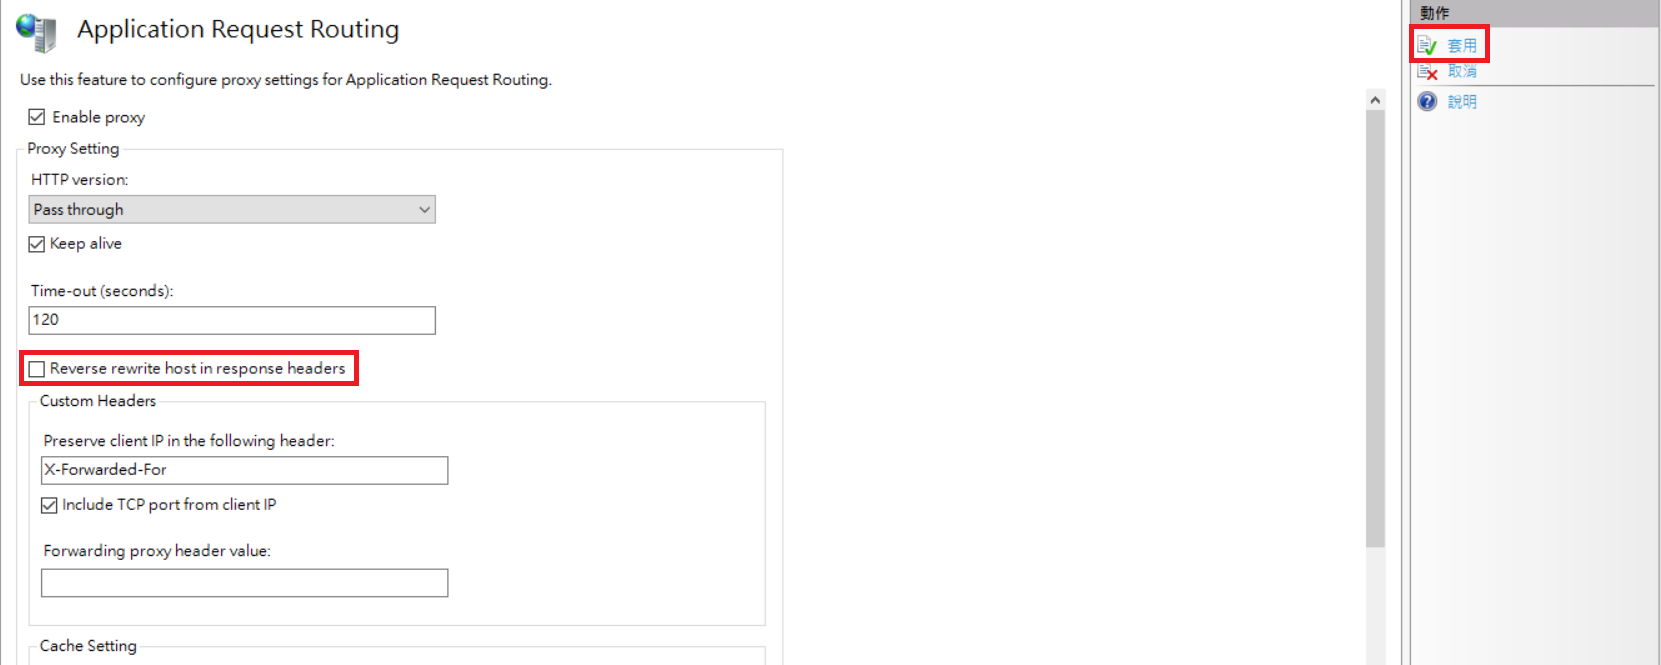 Application Request Routing
Use this feature to configure proxy settings for Application Request Routing.
Enable proxy
Proxy Setting
HTTP version:
Pass through
Keep alive
Time-out (seconds):
120
Reverse rewrite host in response headers
Custom Headers
Preserve client IP in the following header:
X-Forwarded-For
Include TCP port from client IP
Forwarding proxy header value:
Cache Setting
動作
套用
取消
說明